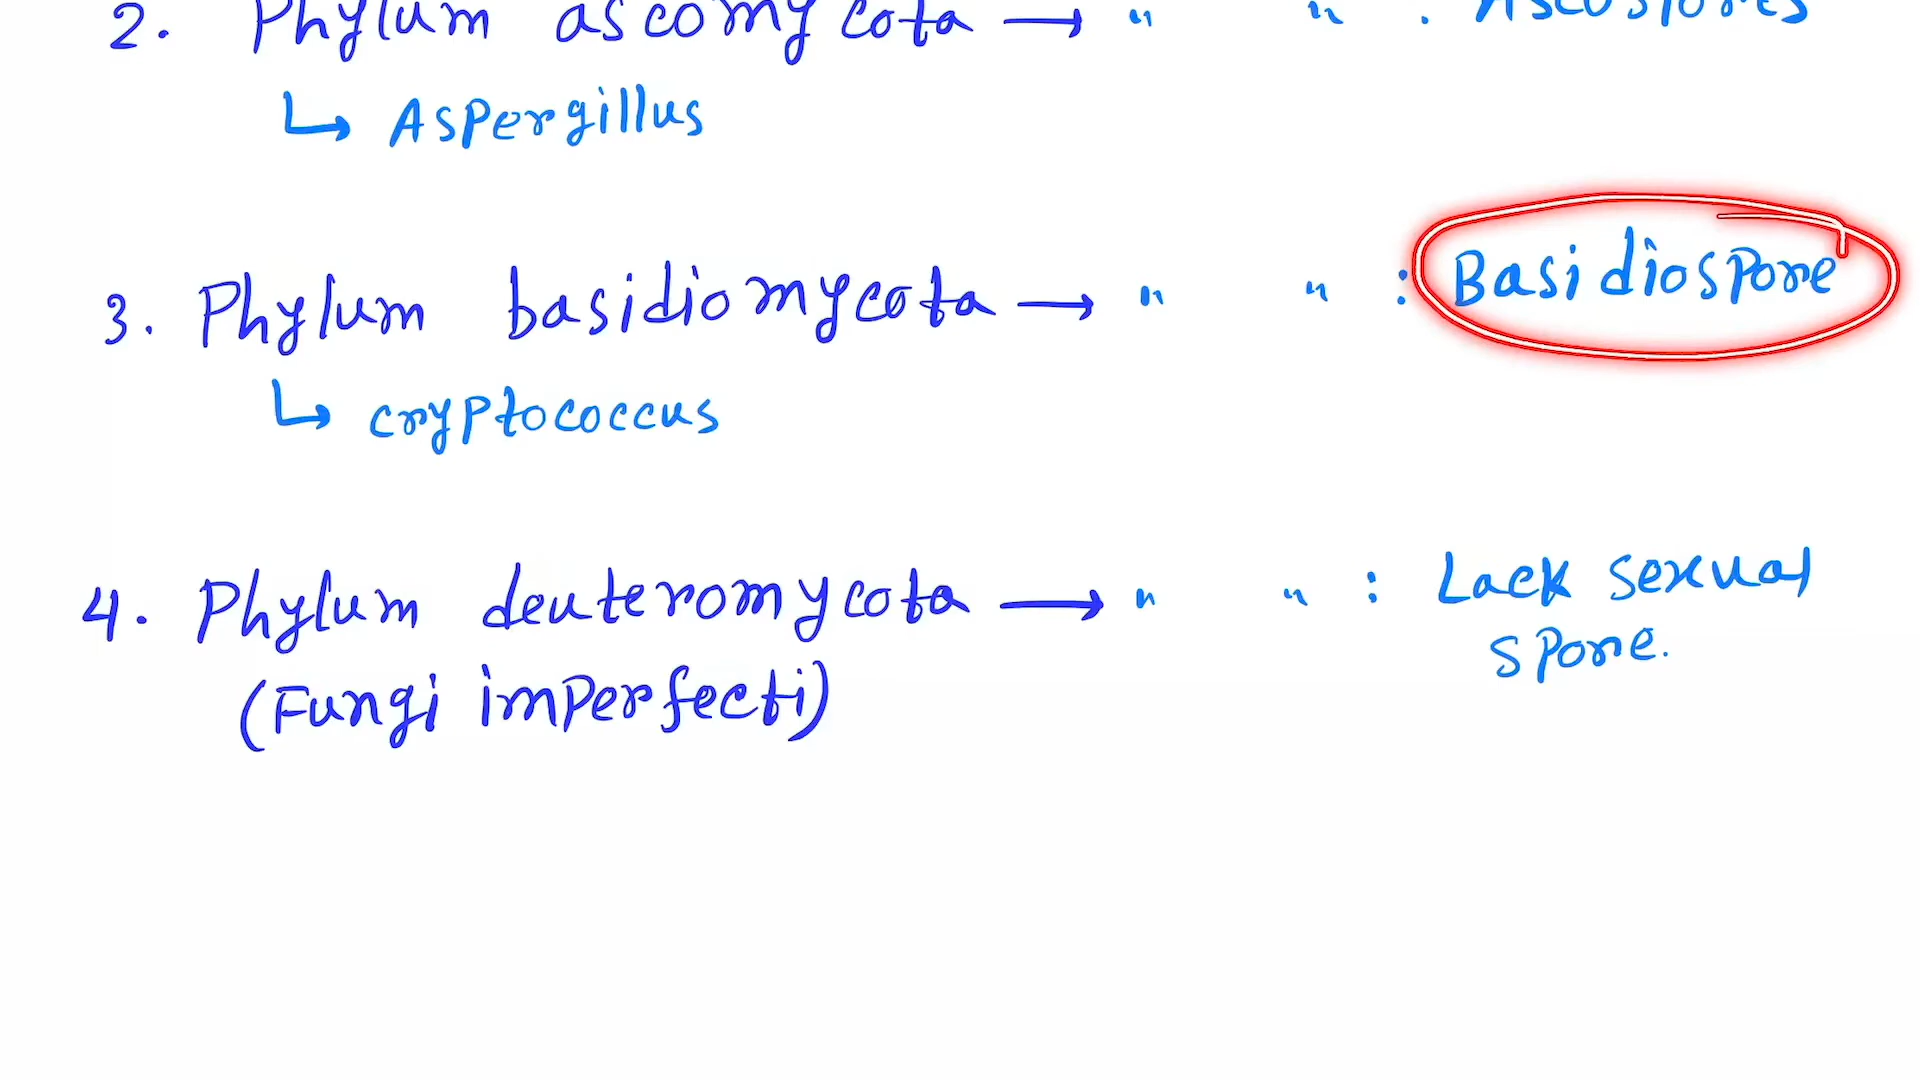 2. Phylum ascomycota → " " : Ascospores
↳ Aspergillus
3. Phylum basidiomycota → " " : Basidiospore
↳ cryptococcus
4. Phylum deuteromycota → " " : Lack sexual
spore.
(Fungi imperfecti)